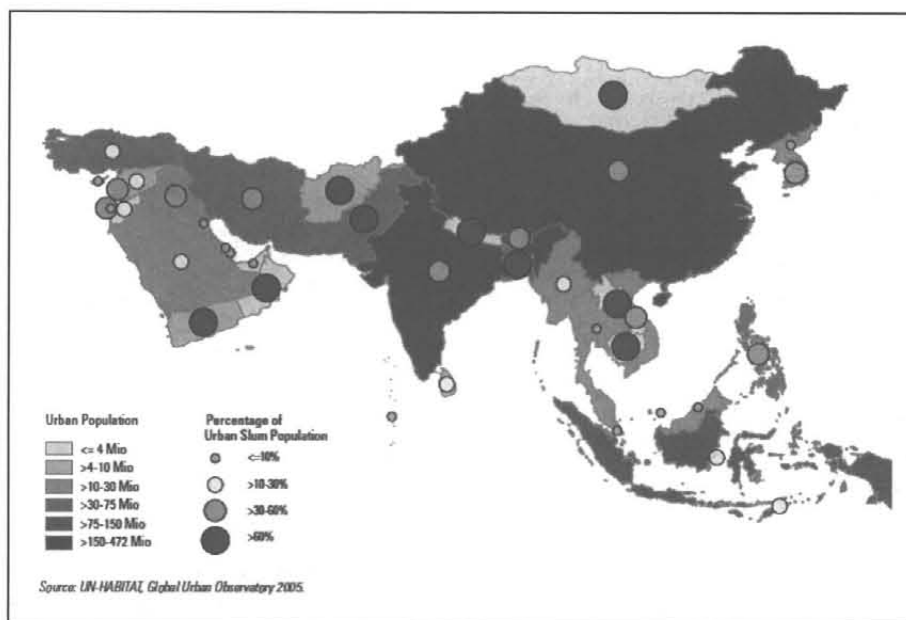 Urban Population
<= 4 Mio
>4-10 Mio
>10-30 Mio
>30-75 Mio
>75-150 Mio
>150-472 Mio
Percentage of
Urban Slum Population
<=10%
>10-30%
>30-60%
>60%
Source: UN-HABITAT, Global Urban Observatory 2005.